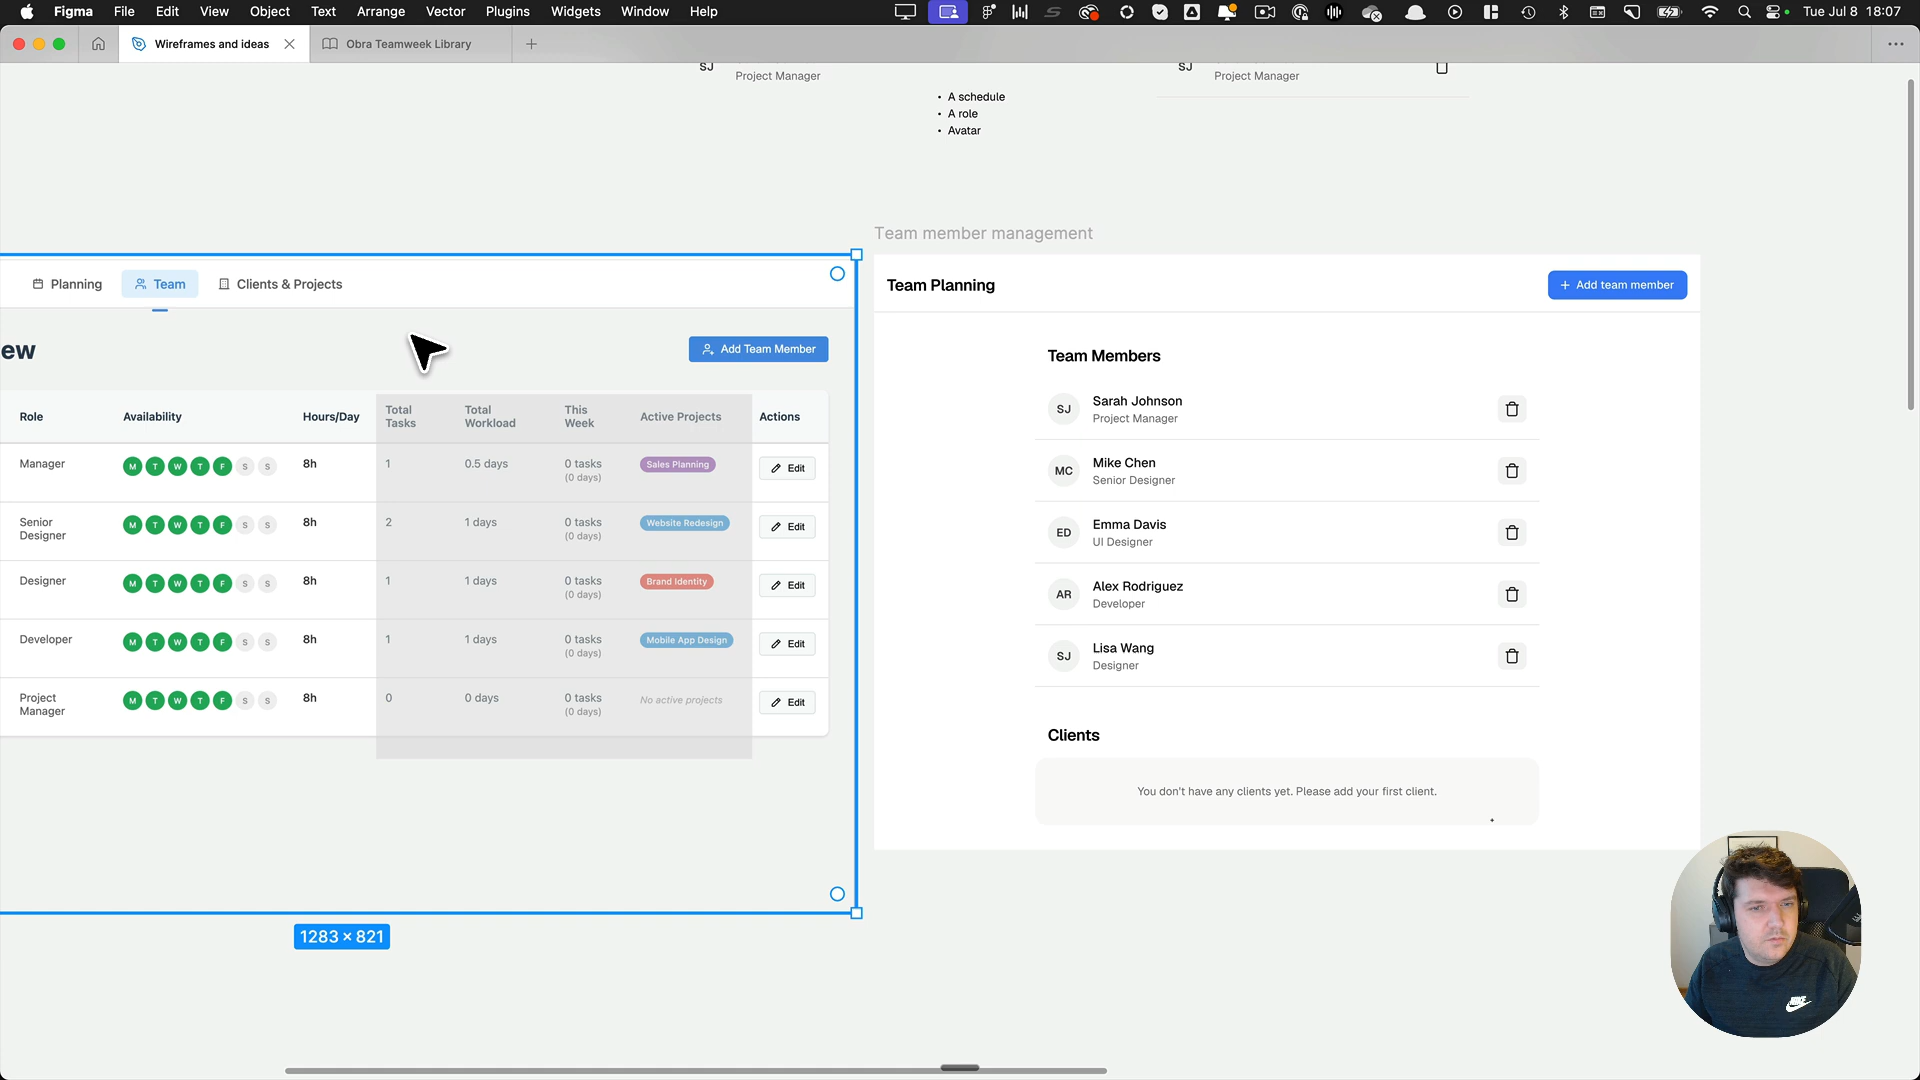 Figma File Edit View Object Text Arrange Vector Plugins Widgets Window Help Tue Jul 8 18:07
Wireframes and ideas Obra Teamweek Library
SJ Project Manager
A schedule
A role
Avatar
SJ Project Manager
Planning Team Clients & Projects
ew
Add Team Member
Role Availability Hours/Day Total Tasks Total Workload This Week Active Projects Actions
Manager M T W T F S S 8h 1 0.5 days 0 tasks (0 days) Sales Planning Edit
Senior Designer M T W T F S S 8h 2 1 days 0 tasks (0 days) Website Redesign Edit
Designer M T W T F S S 8h 1 1 days 0 tasks (0 days) Brand Identity Edit
Developer M T W T F S S 8h 1 1 days 0 tasks (0 days) Mobile App Design Edit
Project Manager M T W T F S S 8h 0 0 days 0 tasks (0 days) No active projects Edit
1283 × 821
Team member management
Team Planning
Add team member
Team Members
SJ Sarah Johnson
Project Manager
MC Mike Chen
Senior Designer
ED Emma Davis
UI Designer
AR Alex Rodriguez
Developer
SJ Lisa Wang
Designer
Clients
You don't have any clients yet. Please add your first client.